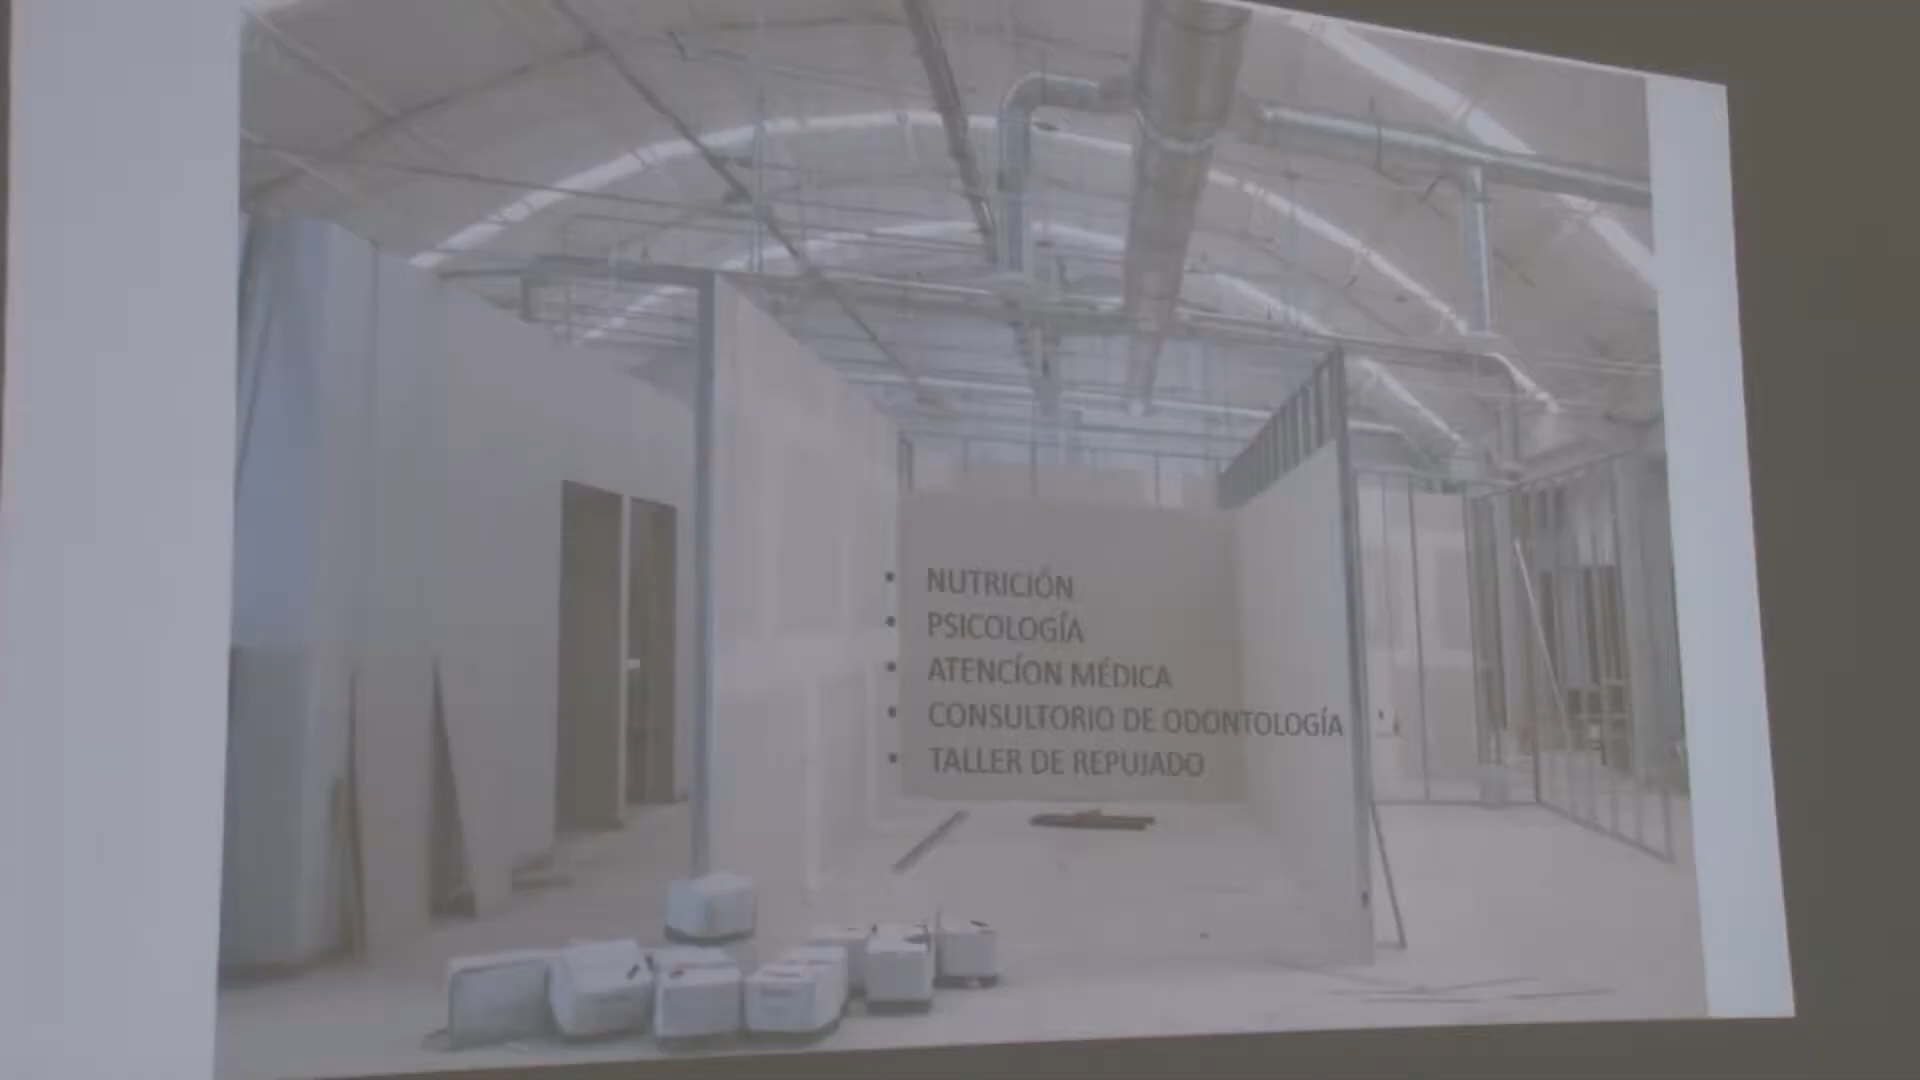 • NUTRICIÓN
• PSICOLOGÍA
• ATENCÍON MÉDICA
• CONSULTORIO DE ODONTOLOGÍA
• TALLER DE REPUJADO